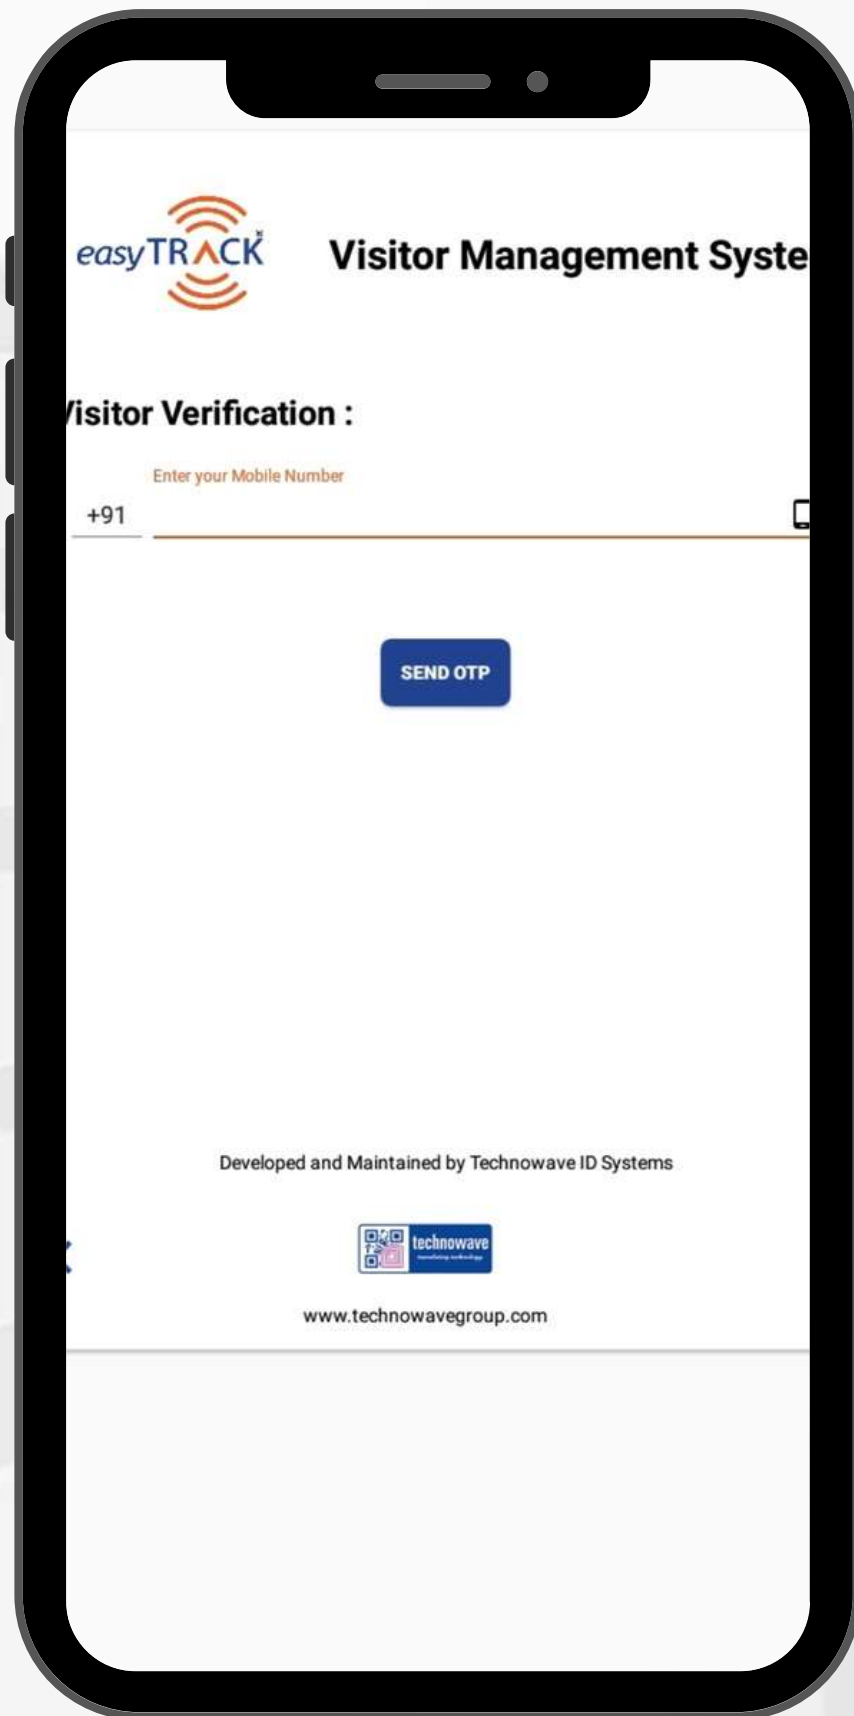 easyTRACK
Visitor Management Syste
Visitor Verification :
Enter your Mobile Number
+91
SEND OTP
Developed and Maintained by Technowave ID Systems
technowave
www.technowavegroup.com